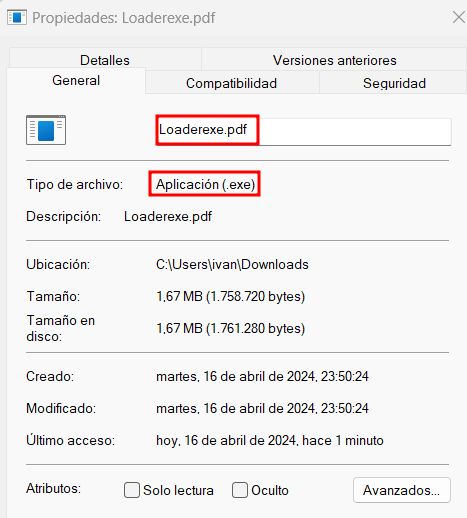 Propiedades: Loaderexe.pdf
Detalles Versiones anteriores
General Compatibilidad Seguridad
Loaderexe.pdf
Tipo de archivo: Aplicación (.exe)
Descripción: Loaderexe.pdf
Ubicación: C:\Users\ivan\Downloads
Tamaño: 1,67 MB (1.758.720 bytes)
Tamaño en
disco: 1,67 MB (1.761.280 bytes)
Creado: martes, 16 de abril de 2024, 23:50:24
Modificado: martes, 16 de abril de 2024, 23:50:24
Último acceso: hoy, 16 de abril de 2024, hace 1 minuto
Atributos: Solo lectura Oculto Avanzados...